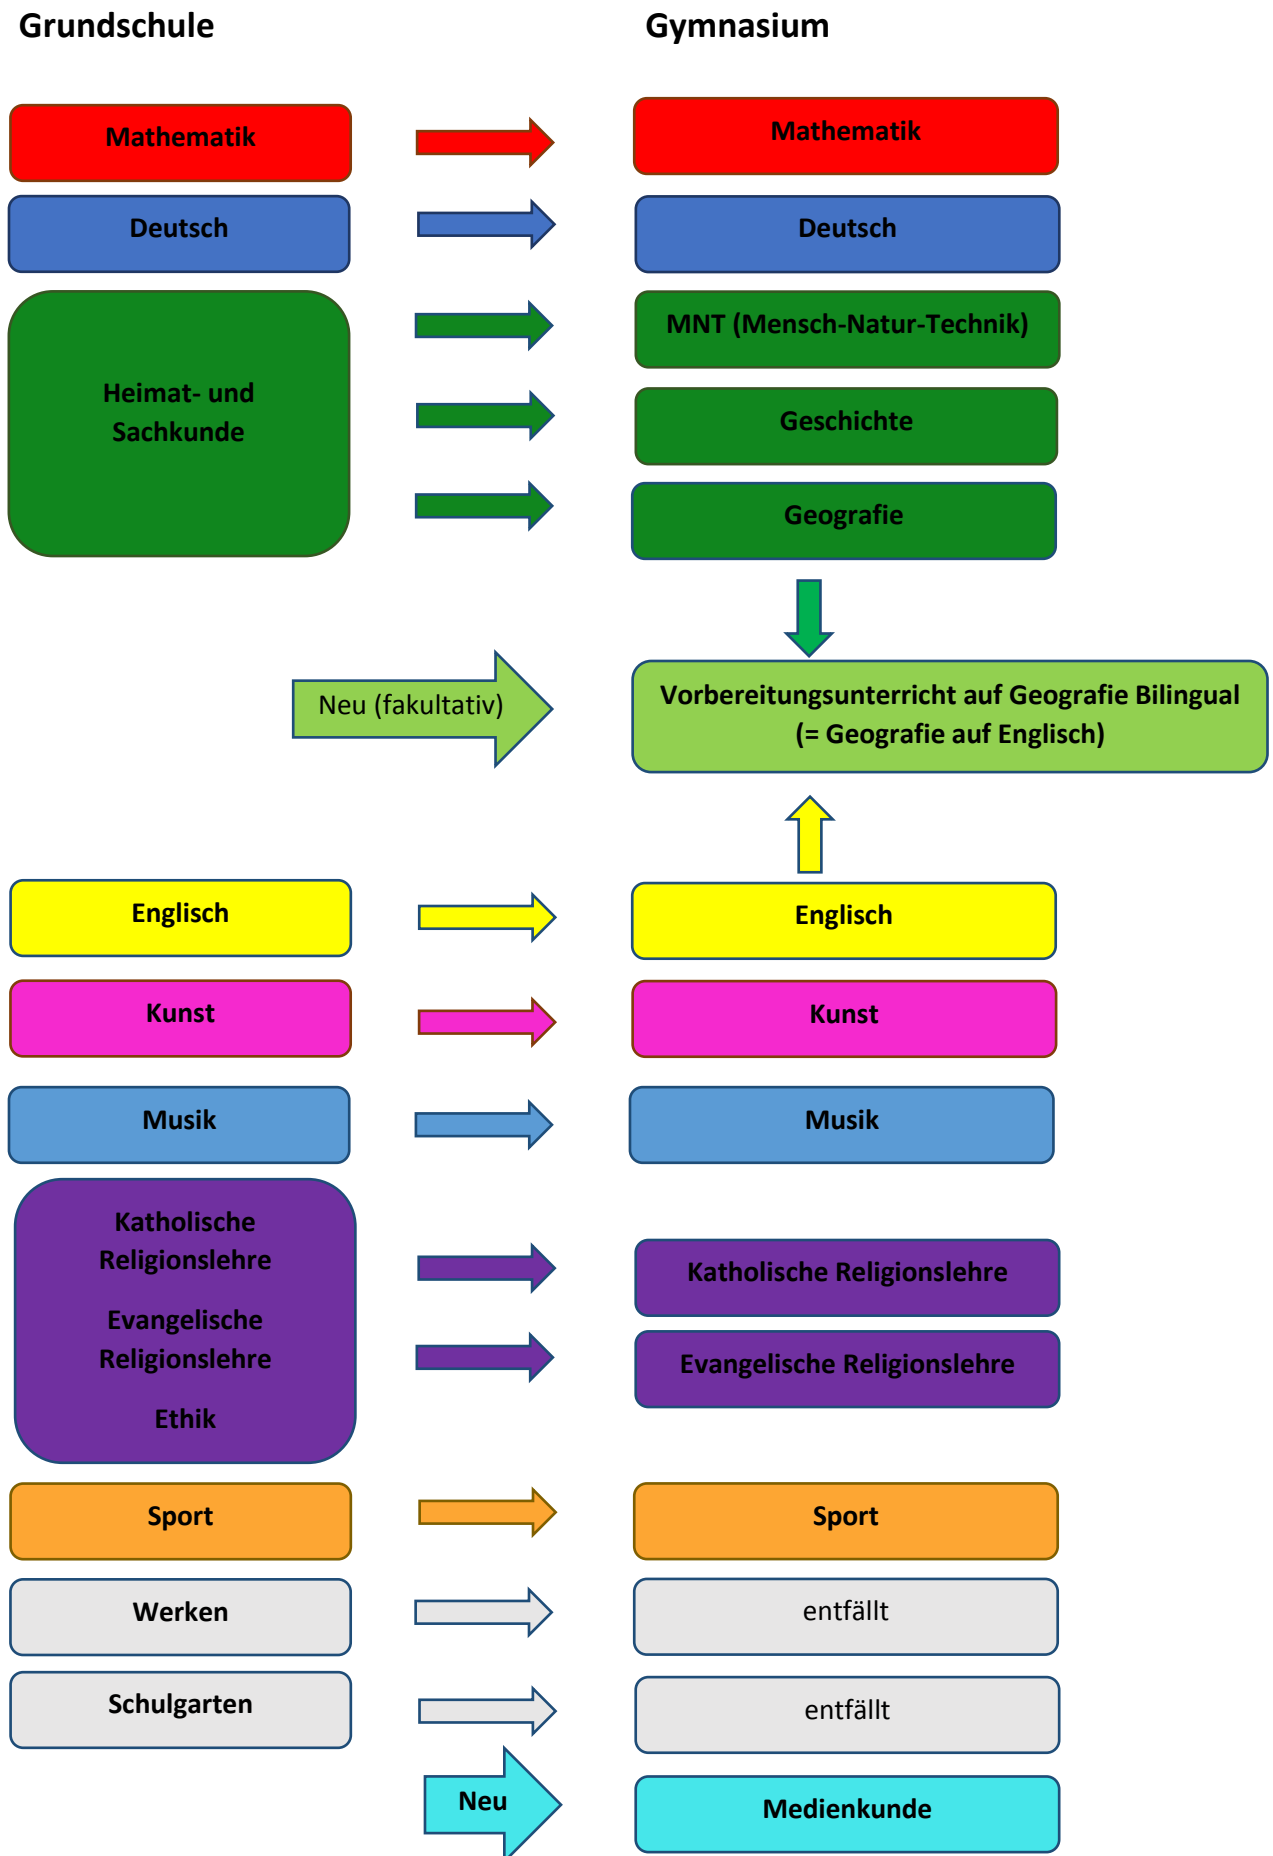 Grundschule
Gymnasium
Mathematik
Mathematik
Deutsch
Deutsch
Heimat- und
Sachkunde
MNT (Mensch-Natur-Technik)
Geschichte
Geografie
Neu (fakultativ)
Vorbereitungsunterricht auf Geografie Bilingual
(= Geografie auf Englisch)
Englisch
Englisch
Kunst
Kunst
Musik
Musik
Katholische
Religionslehre
Evangelische
Religionslehre
Ethik
Katholische Religionslehre
Evangelische Religionslehre
Sport
Sport
Werken
entfällt
Schulgarten
entfällt
Neu
Medienkunde